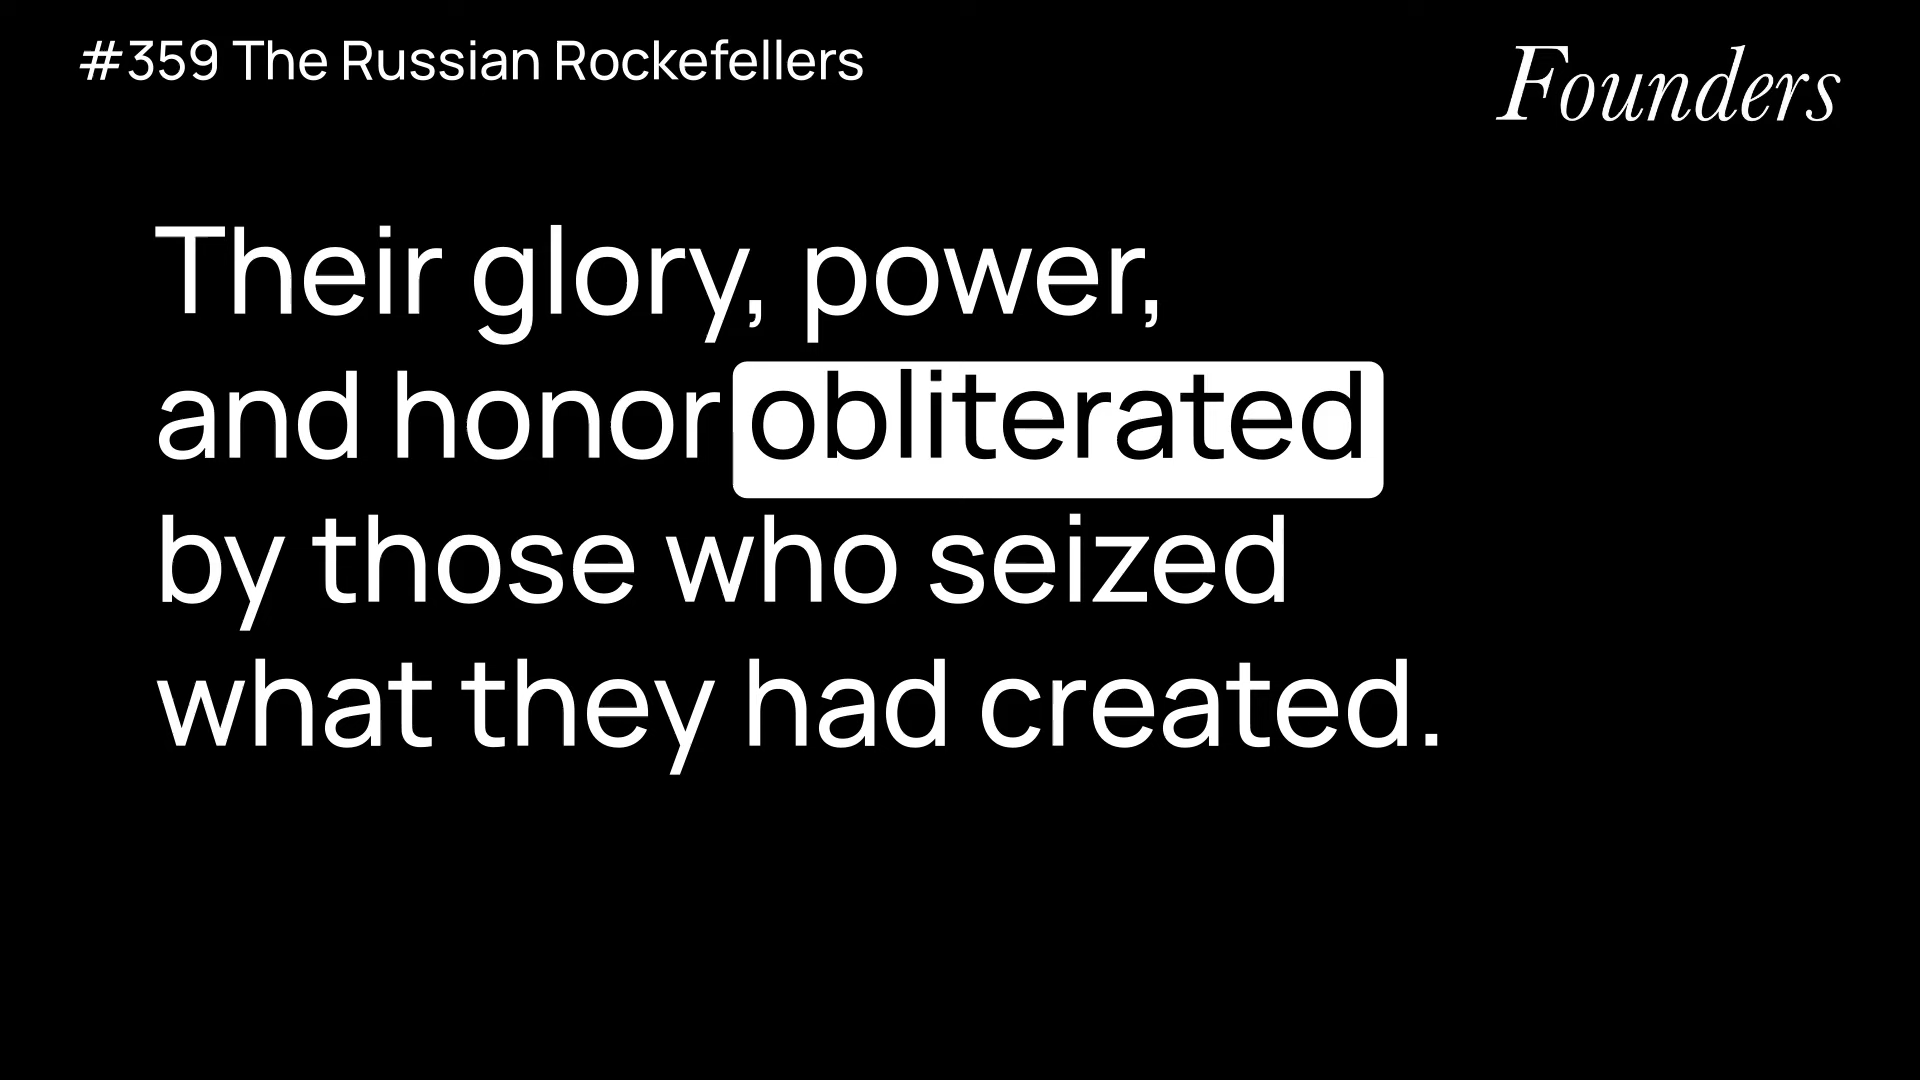 #359 The Russian Rockefellers
Founders
Their glory, power,
and honor obliterated
by those who seized
what they had created.